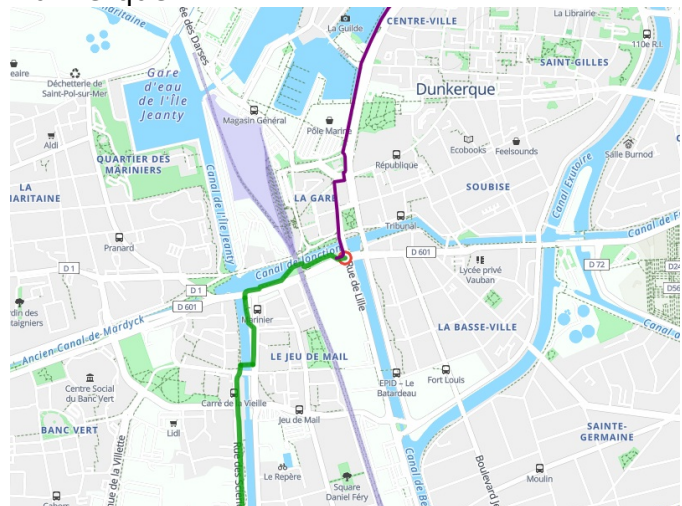 CENTRE-VILLE
La Guilde
La Librairie
110e R.I.
SAINT-GILLES
Déchetterie de
Saint-Pol-sur-Mer
Gare
d'eau
de l'Île
Jeanty
Dunkerque
Magasin Général
Pôle Marine
Aldi
Ecobooks
Feelsounds
Salle Burnod
République
QUARTIER DES
MARINIERS
LA GARE
SOUBISE
Canal de l'Île Jeanty
Canal Exutoire
Tribunal
Pranard
Canal de Jonction
D 601
D 1
D 1
D 601
Rue de Lille
Lycée privé
Vauban
D 72
Marinier
LA BASSE-VILLE
Ancien Canal de Mardyck
LE JEU DE MAIL
Centre Social
du Banc Vert
EPID – Le
Batardeau
Fort Louis
Carré de la Vieille
Jeu de Mail
BANC VERT
Lidl
SAINTE-
GERMAINE
Le Repère
Square
Daniel Féry
Moulin